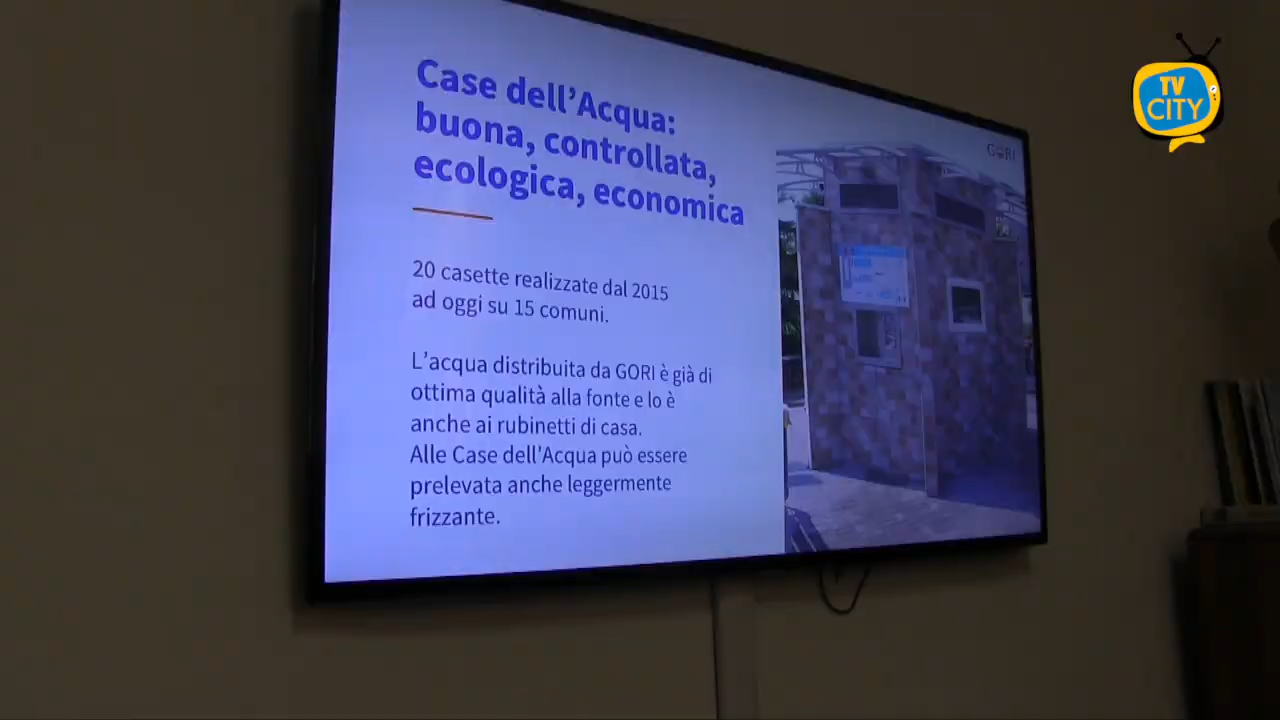 Case dell'Acqua:
buona, controllata,
ecologica, economica
20 casette realizzate dal 2015
ad oggi su 15 comuni.
L'acqua distribuita da GORI è già di
ottima qualità alla fonte e lo è
anche ai rubinetti di casa.
Alle Case dell'Acqua può essere
prelevata anche leggermente
frizzante.
GORI
TV
CITY